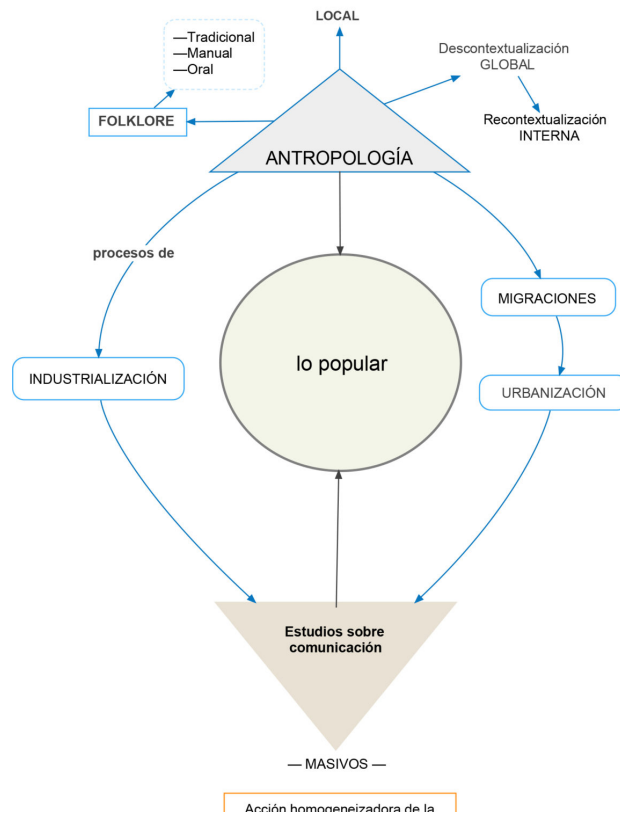 LOCAL
—Tradicional
—Manual
—Oral
Descontextualización
GLOBAL
FOLKLORE
Recontextualización
INTERNA
ANTROPOLOGÍA
procesos de
MIGRACIONES
lo popular
INDUSTRIALIZACIÓN
URBANIZACIÓN
Estudios sobre
comunicación
— MASIVOS —
Acción homogeneizadora de la